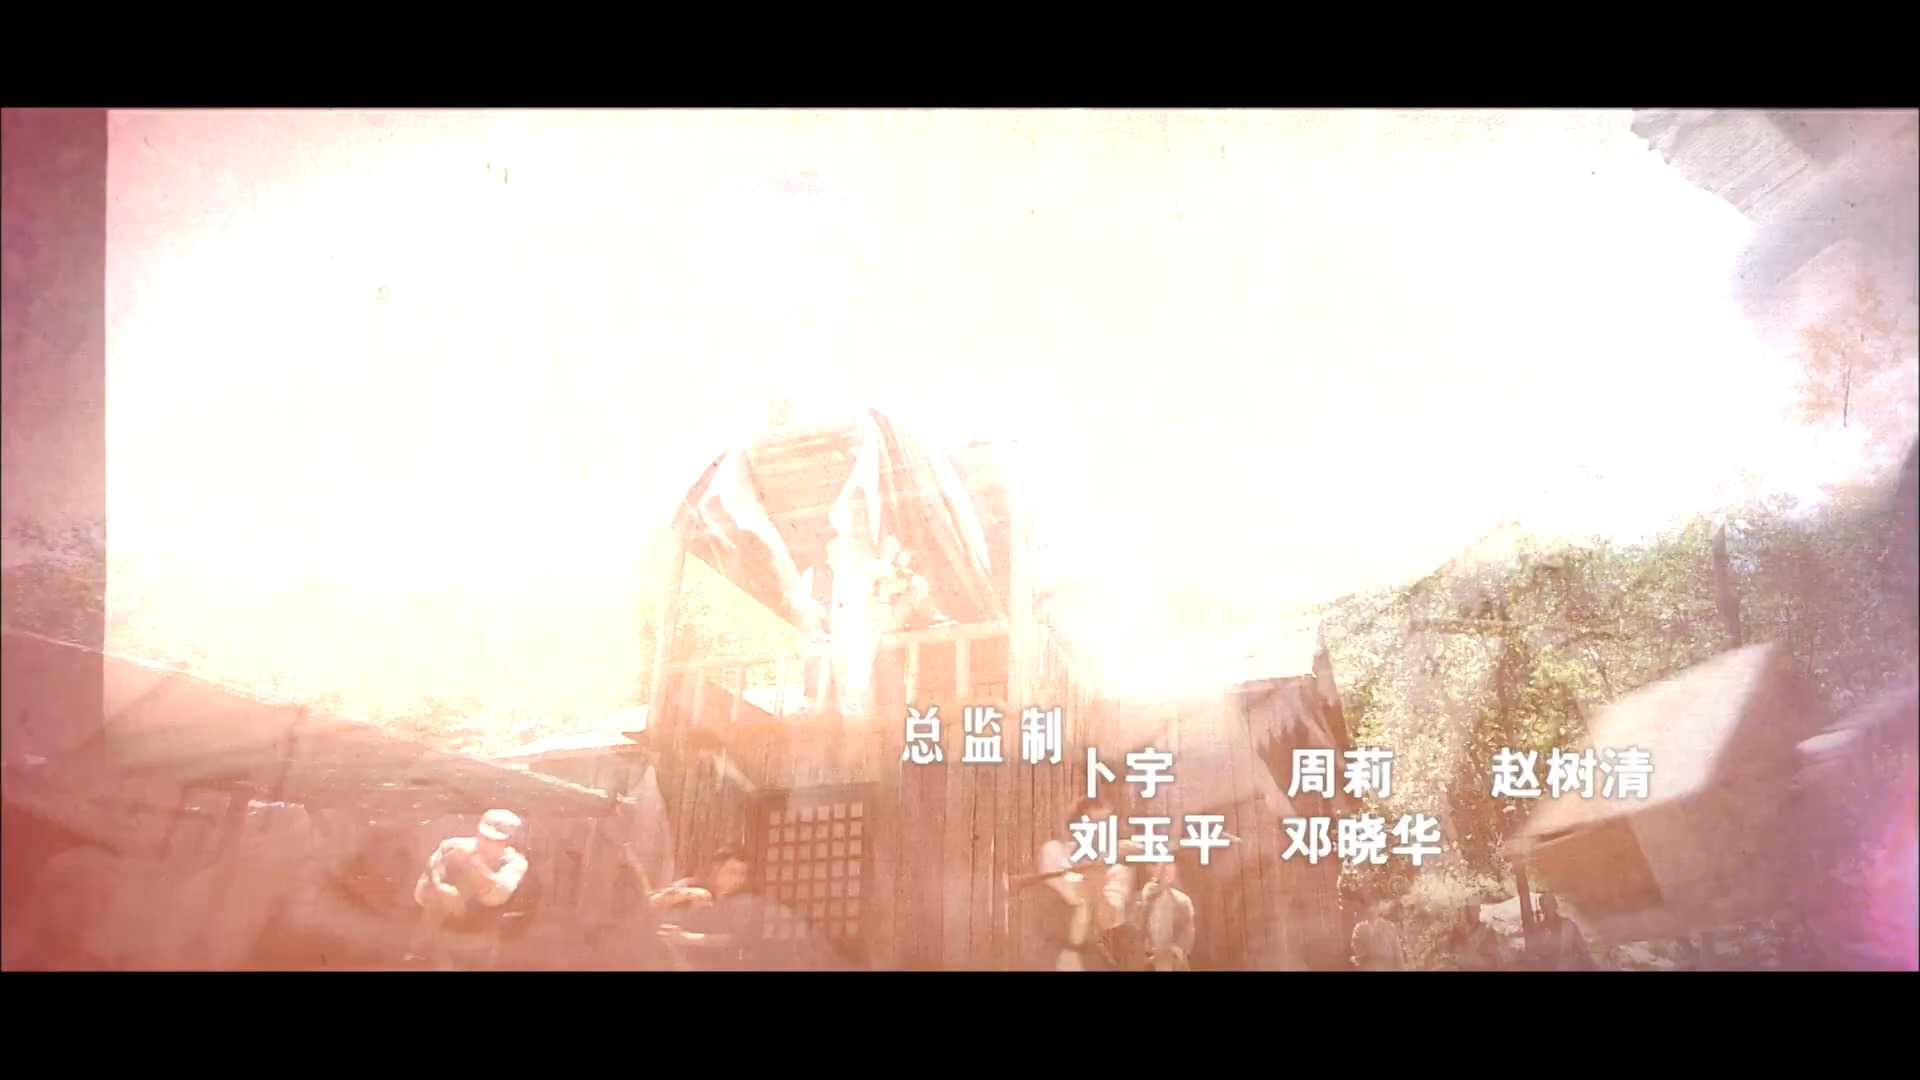 总监制
卜宇 周莉 赵树清
刘玉平 邓晓华